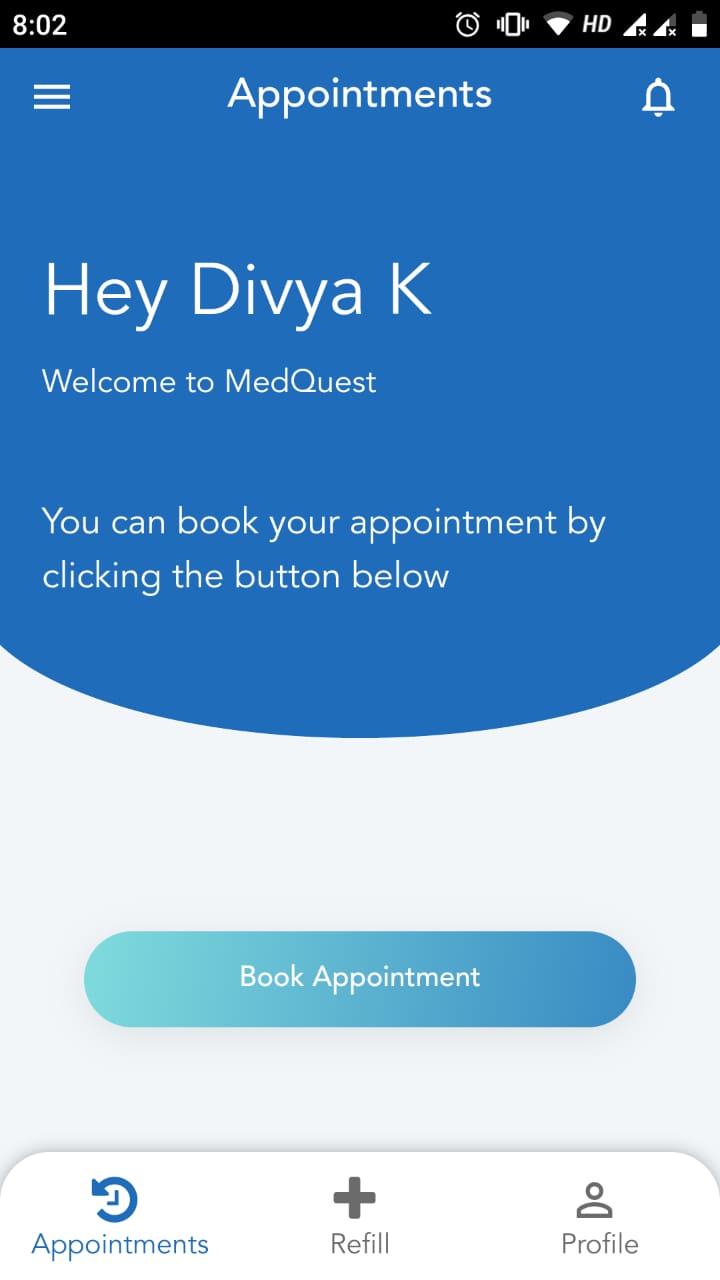 8:02
HD
Appointments
Hey Divya K
Welcome to MedQuest
You can book your appointment by
clicking the button below
Book Appointment
Appointments
Refill
Profile